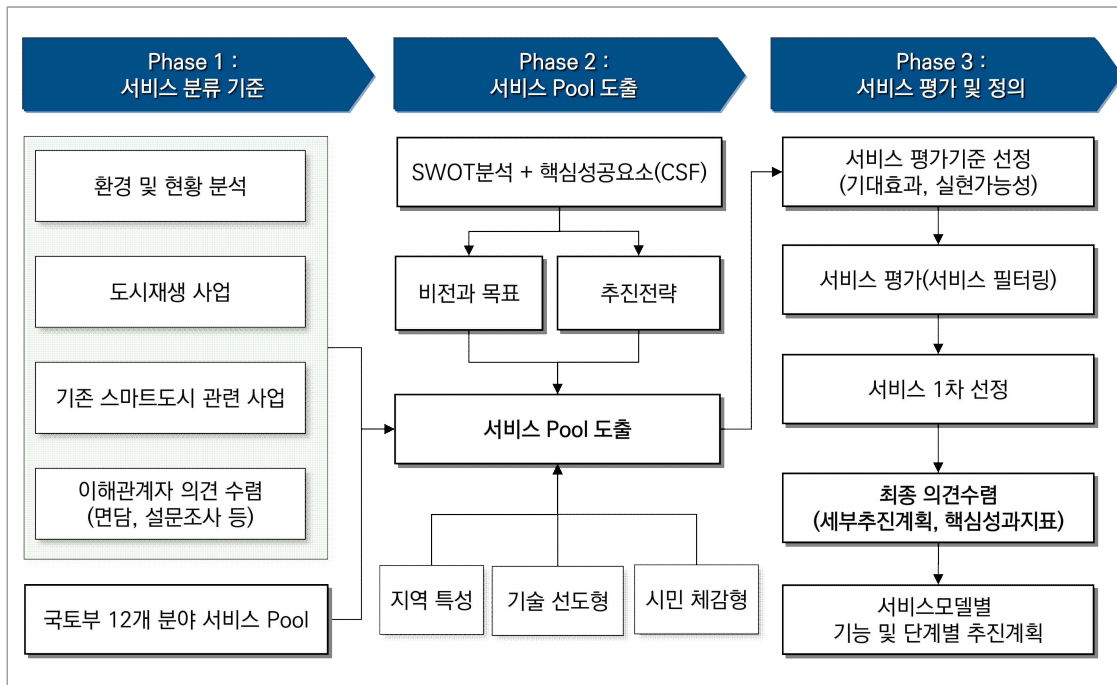 Phase 1 :
서비스 분류 기준
Phase 2 :
서비스 Pool 도출
Phase 3 :
서비스 평가 및 정의
환경 및 현황 분석
도시재생 사업
기존 스마트도시 관련 사업
이해관계자 의견 수렴
(면담, 설문조사 등)
국토부 12개 분야 서비스 Pool
SWOT분석 + 핵심성공요소(CSF)
비전과 목표
추진전략
서비스 Pool 도출
지역 특성
기술 선도형
시민 체감형
서비스 평가기준 선정
(기대효과, 실현가능성)
서비스 평가(서비스 필터링)
서비스 1차 선정
최종 의견수렴
(세부추진계획, 핵심성과지표)
서비스모델별
기능 및 단계별 추진계획